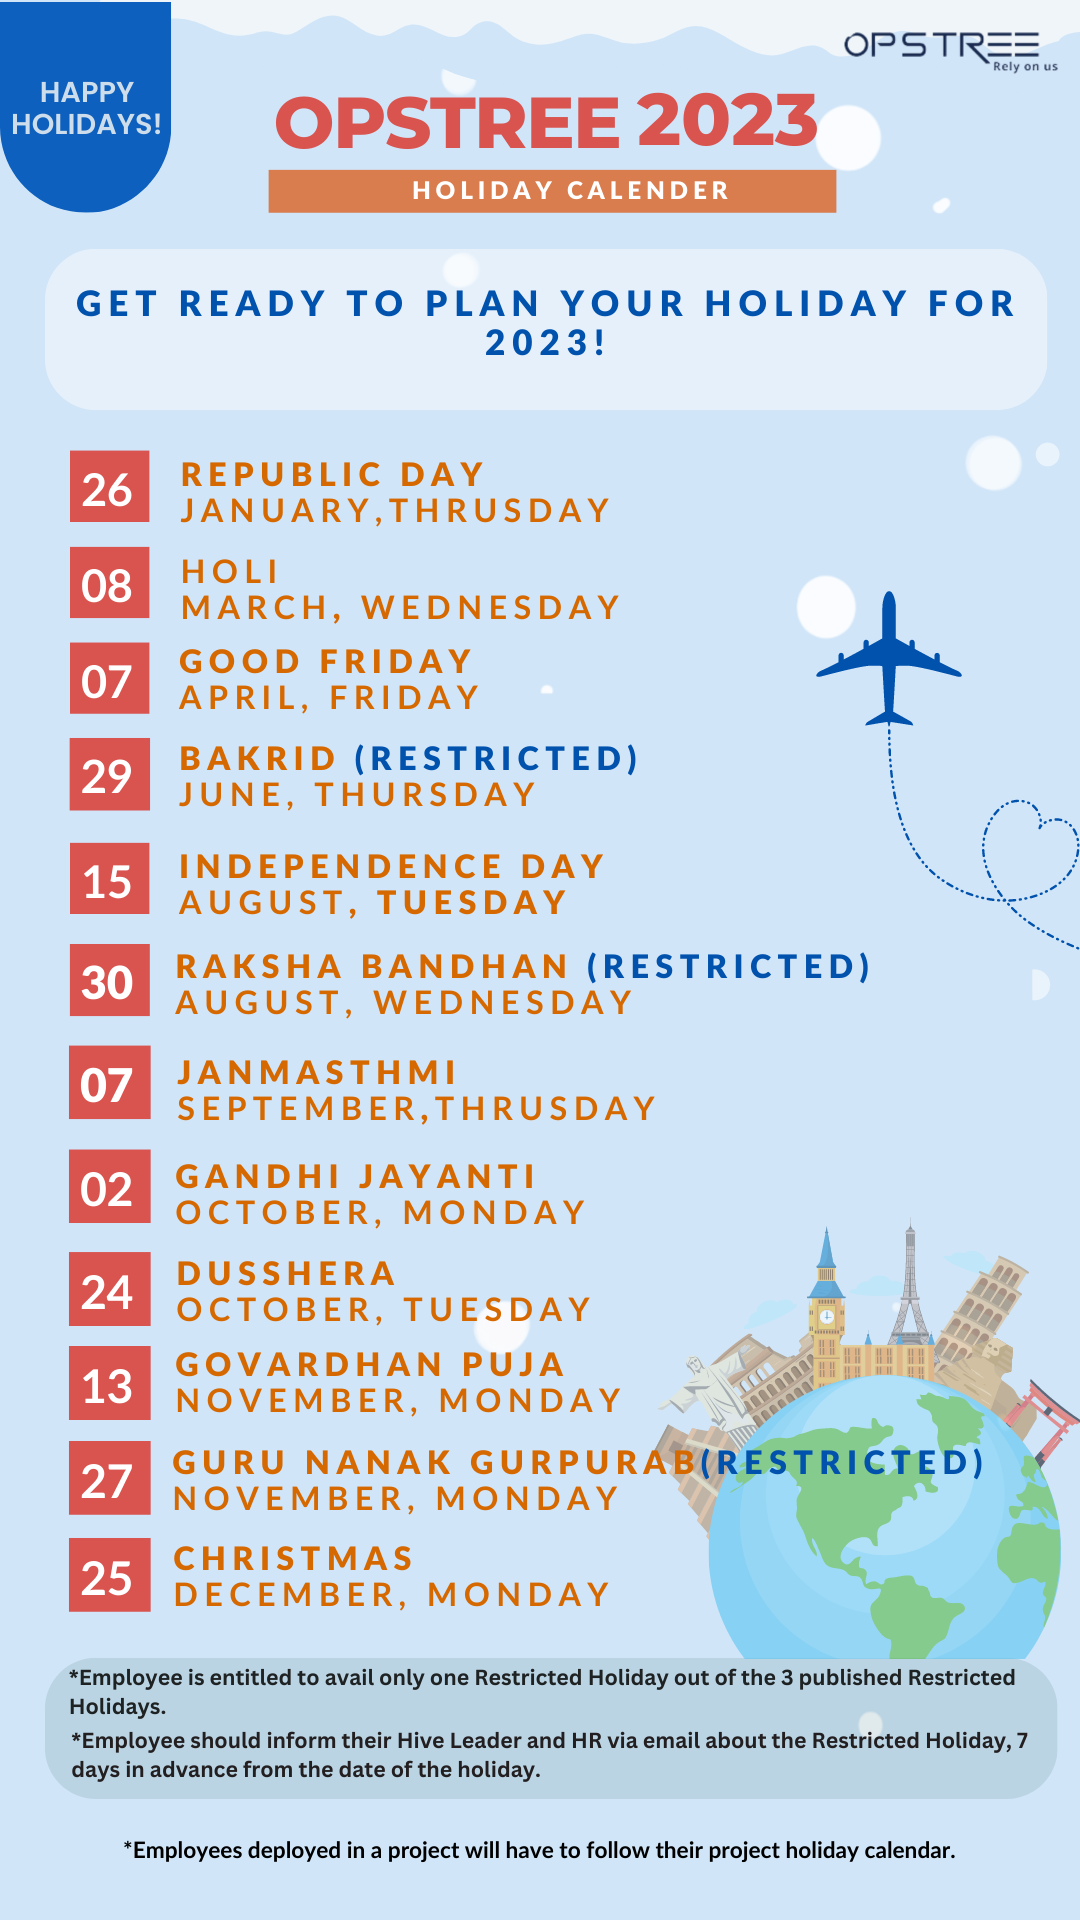 HAPPY
HOLIDAYS!
OPSTREE
Rely on us
OPSTREE 2023
HOLIDAY CALENDER
GET READY TO PLAN YOUR HOLIDAY FOR
2023!
26
REPUBLIC DAY
JANUARY,THRUSDAY
08
HOLI
MARCH, WEDNESDAY
07
GOOD FRIDAY
APRIL, FRIDAY
29
BAKRID (RESTRICTED)
JUNE, THURSDAY
15
INDEPENDENCE DAY
AUGUST, TUESDAY
30
RAKSHA BANDHAN (RESTRICTED)
AUGUST, WEDNESDAY
07
JANMASTHMI
SEPTEMBER,THRUSDAY
02
GANDHI JAYANTI
OCTOBER, MONDAY
24
DUSSHERA
OCTOBER, TUESDAY
13
GOVARDHAN PUJA
NOVEMBER, MONDAY
27
GURU NANAK GURPURAB(RESTRICTED)
NOVEMBER, MONDAY
25
CHRISTMAS
DECEMBER, MONDAY
*Employee is entitled to avail only one Restricted Holiday out of the 3 published Restricted
Holidays.
*Employee should inform their Hive Leader and HR via email about the Restricted Holiday, 7
days in advance from the date of the holiday.
*Employees deployed in a project will have to follow their project holiday calendar.